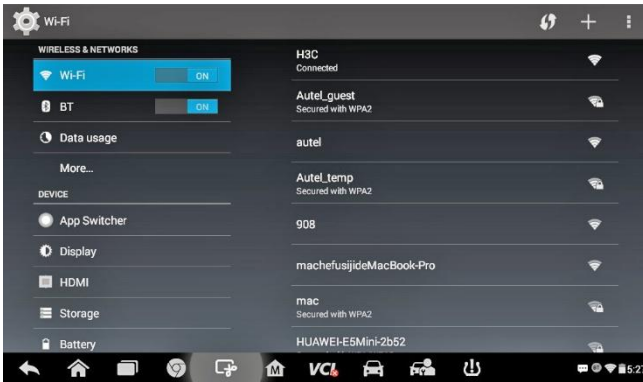 Wi-Fi
WIRELESS & NETWORKS
Wi-Fi
ON
BT
ON
Data usage
More...
DEVICE
App Switcher
Display
HDMI
Storage
Battery
H3C
Connected
Autel_guest
Secured with WPA2
autel
Autel_temp
Secured with WPA2
908
machefusijideMacBook-Pro
mac
Secured with WPA2
HUAWEI-E5Mini-2b52
M
VCI